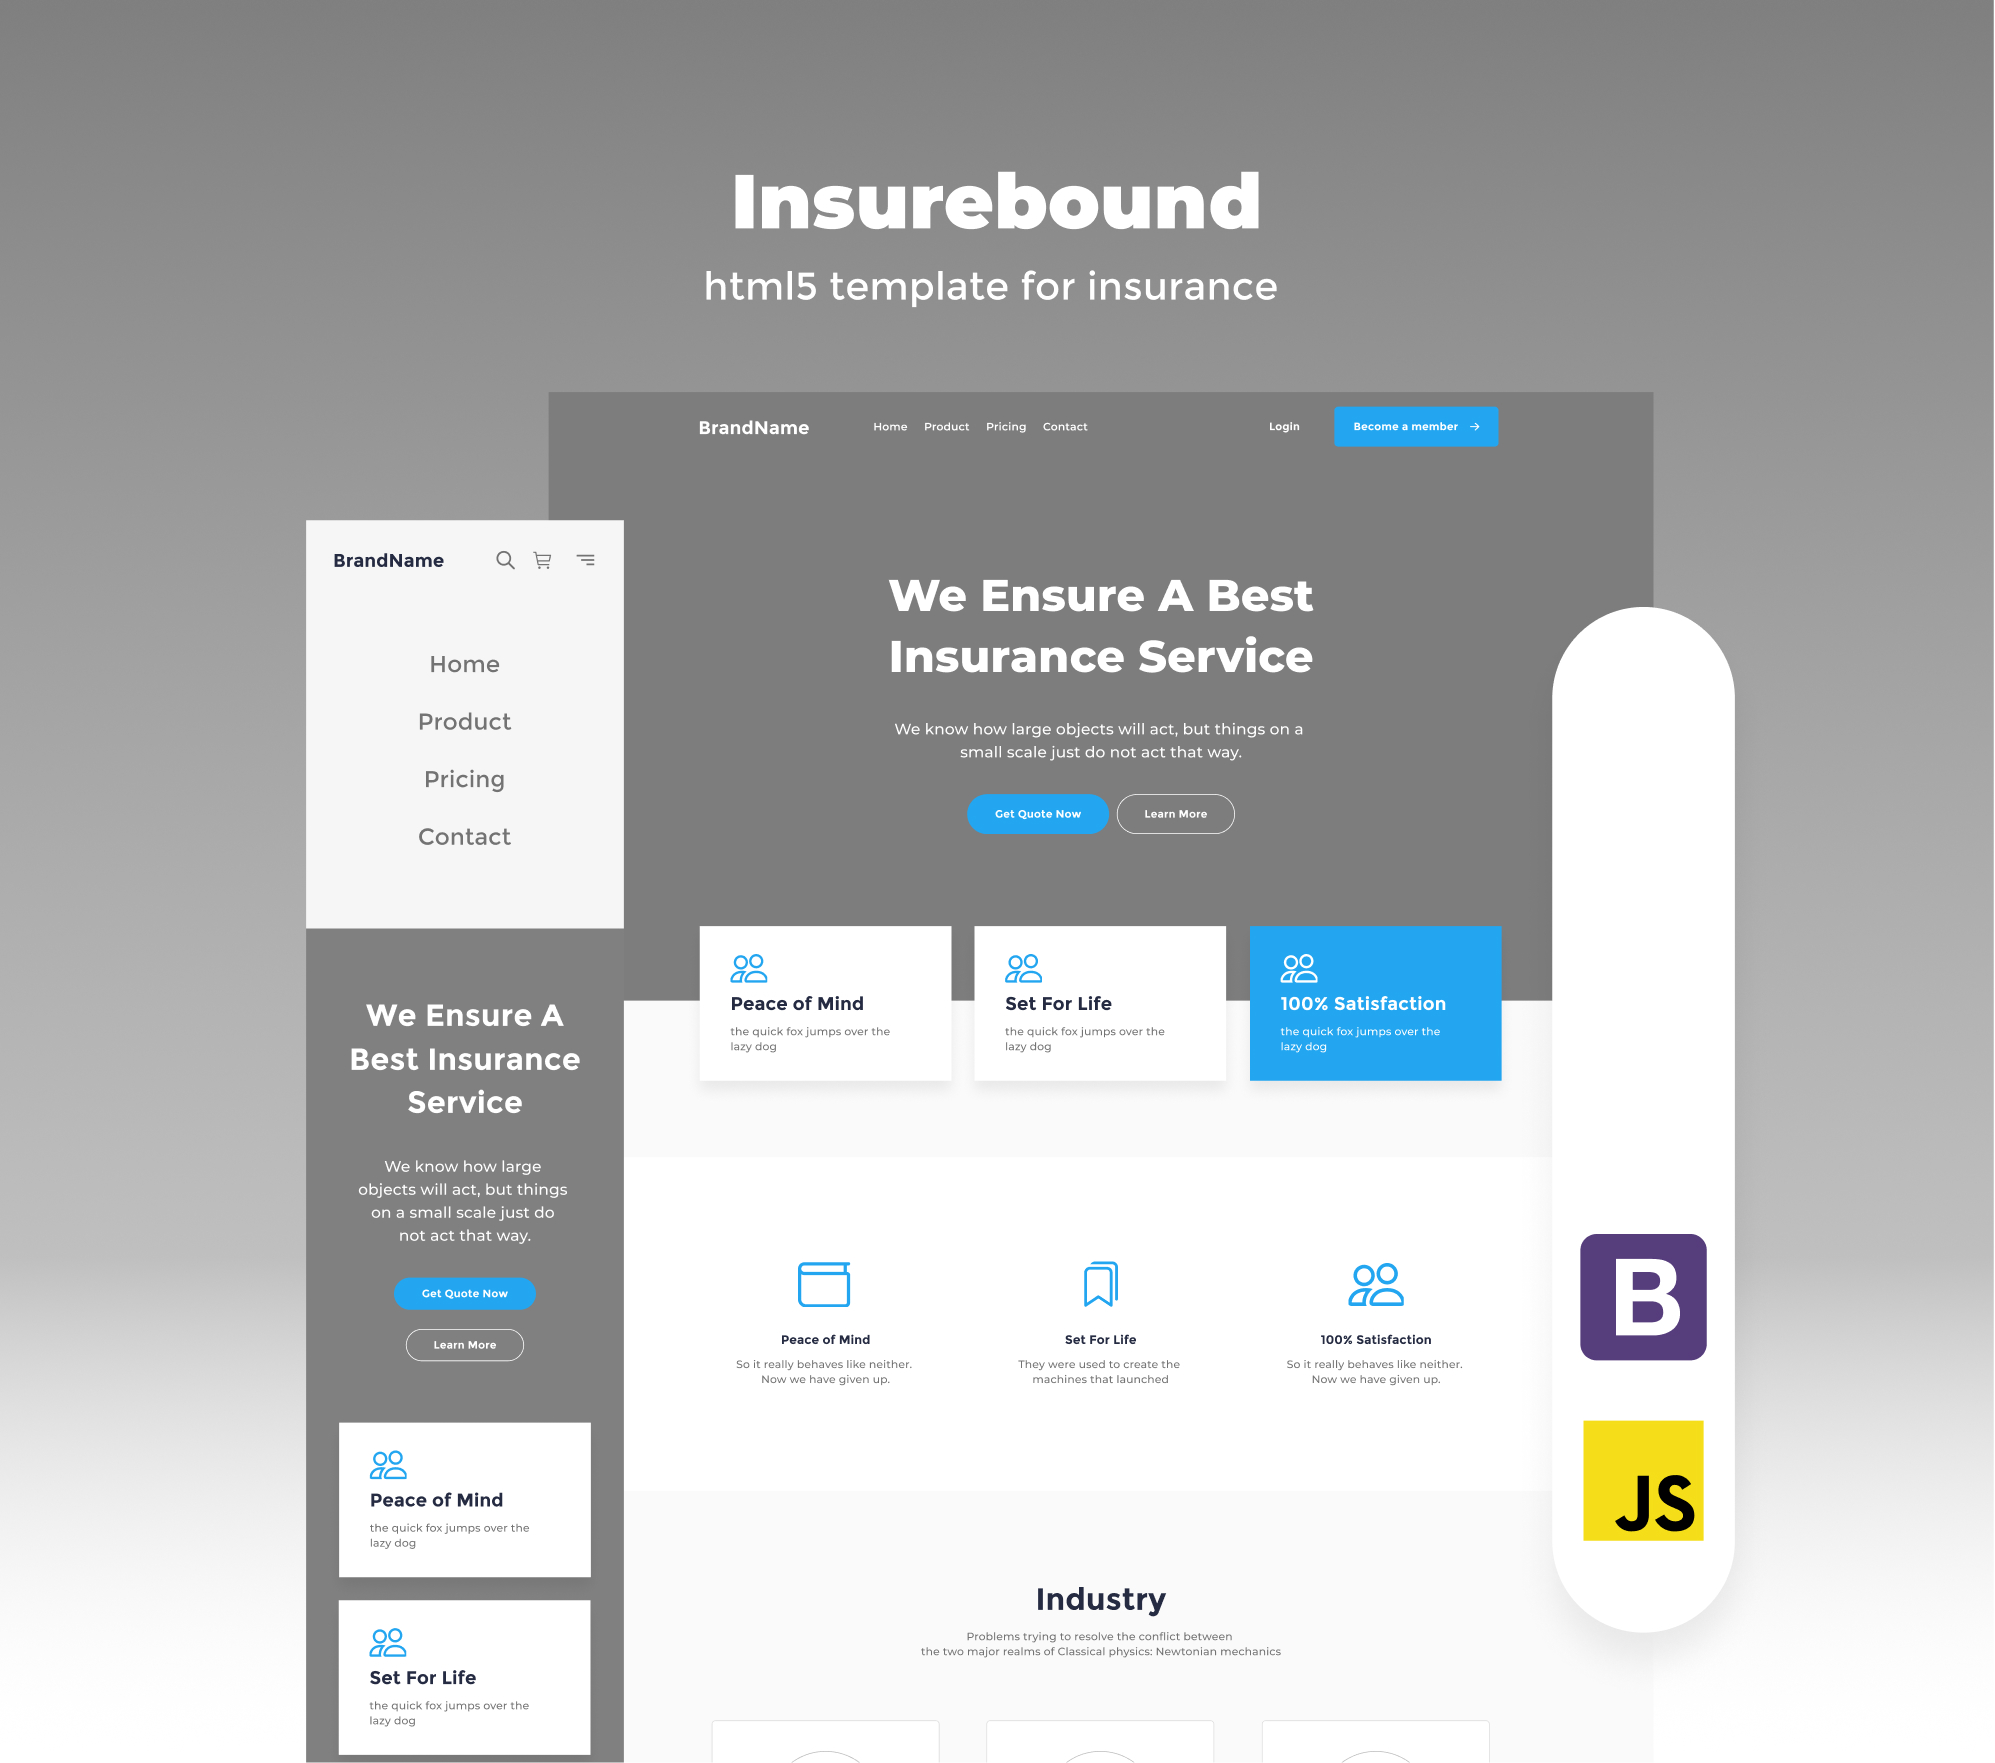 Insurebound
html5 template for insurance
BrandName
Home Product Pricing Contact
Login
Become a member
We Ensure A Best
Insurance Service
We know how large objects will act, but things on a
small scale just do not act that way.
Get Quote Now
Learn More
Peace of Mind
the quick fox jumps over the
lazy dog
Set For Life
the quick fox jumps over the
lazy dog
100% Satisfaction
the quick fox jumps over the
lazy dog
Peace of Mind
So it really behaves like neither.
Now we have given up.
Set For Life
They were used to create the
machines that launched
100% Satisfaction
So it really behaves like neither.
Now we have given up.
Industry
Problems trying to resolve the conflict between
the two major realms of Classical physics: Newtonian mechanics
BrandName
Home
Product
Pricing
Contact
We Ensure A
Best Insurance
Service
We know how large
objects will act, but things
on a small scale just do
not act that way.
Get Quote Now
Learn More
Peace of Mind
the quick fox jumps over the
lazy dog
Set For Life
the quick fox jumps over the
lazy dog
B
JS